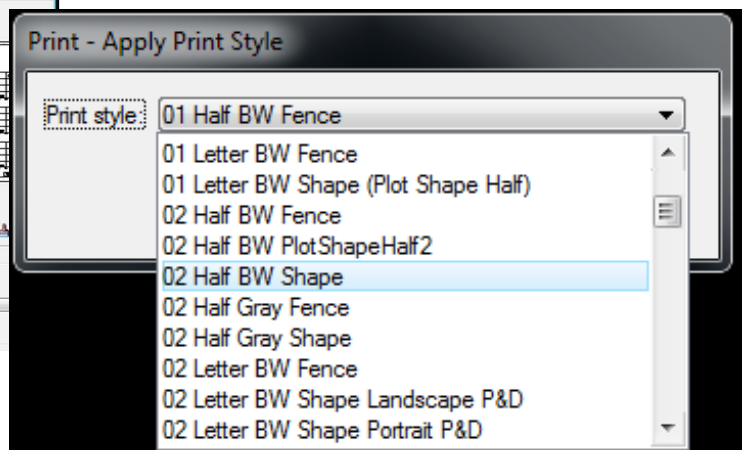 Print - Apply Print Style
Print style: 01 Half BW Fence
01 Letter BW Fence
01 Letter BW Shape (Plot Shape Half)
02 Half BW Fence
02 Half BW PlotShapeHalf2
02 Half BW Shape
02 Half Gray Fence
02 Half Gray Shape
02 Letter BW Fence
02 Letter BW Shape Landscape P&D
02 Letter BW Shape Portrait P&D